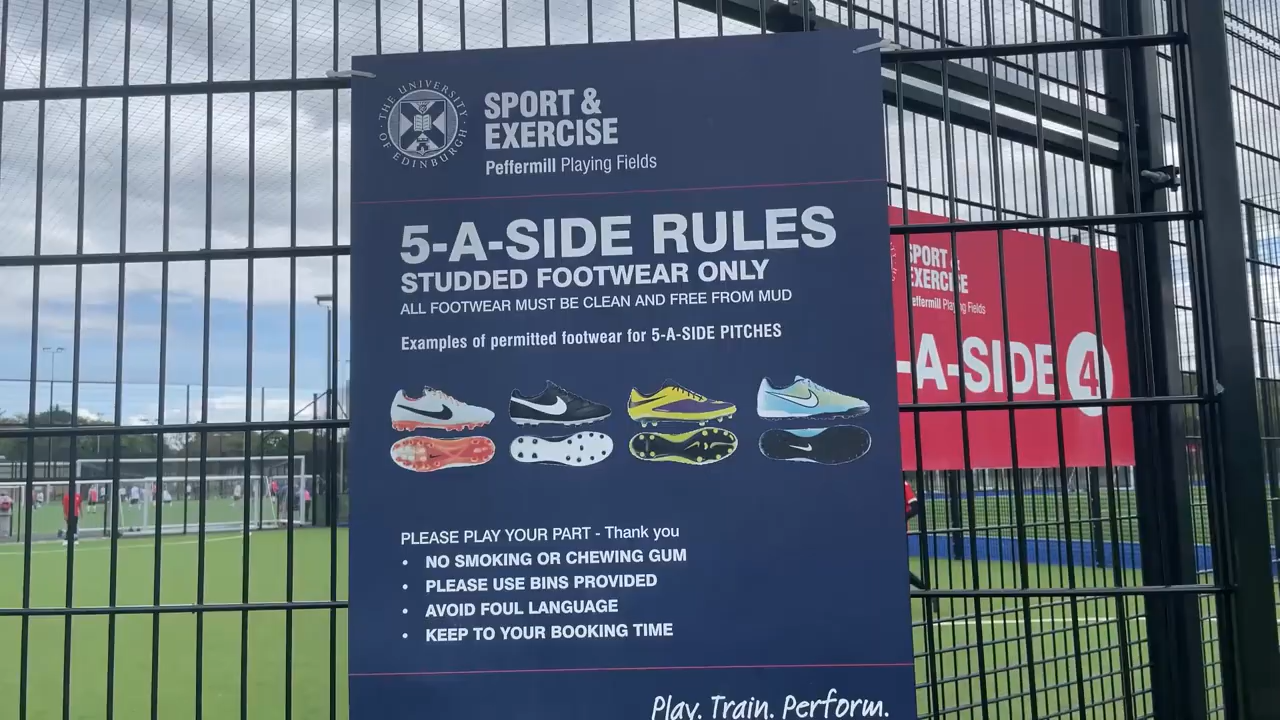 THE UNIVERSITY OF EDINBURGH
SPORT &
EXERCISE
Peffermill Playing Fields
5-A-SIDE RULES
STUDDED FOOTWEAR ONLY
ALL FOOTWEAR MUST BE CLEAN AND FREE FROM MUD
Examples of permitted footwear for 5-A-SIDE PITCHES
PLEASE PLAY YOUR PART - Thank you
• NO SMOKING OR CHEWING GUM
• PLEASE USE BINS PROVIDED
• AVOID FOUL LANGUAGE
• KEEP TO YOUR BOOKING TIME
Play. Train. Perform.
SPORT &
EXERCISE
Peffermill Playing Fields
-A-SIDE 4